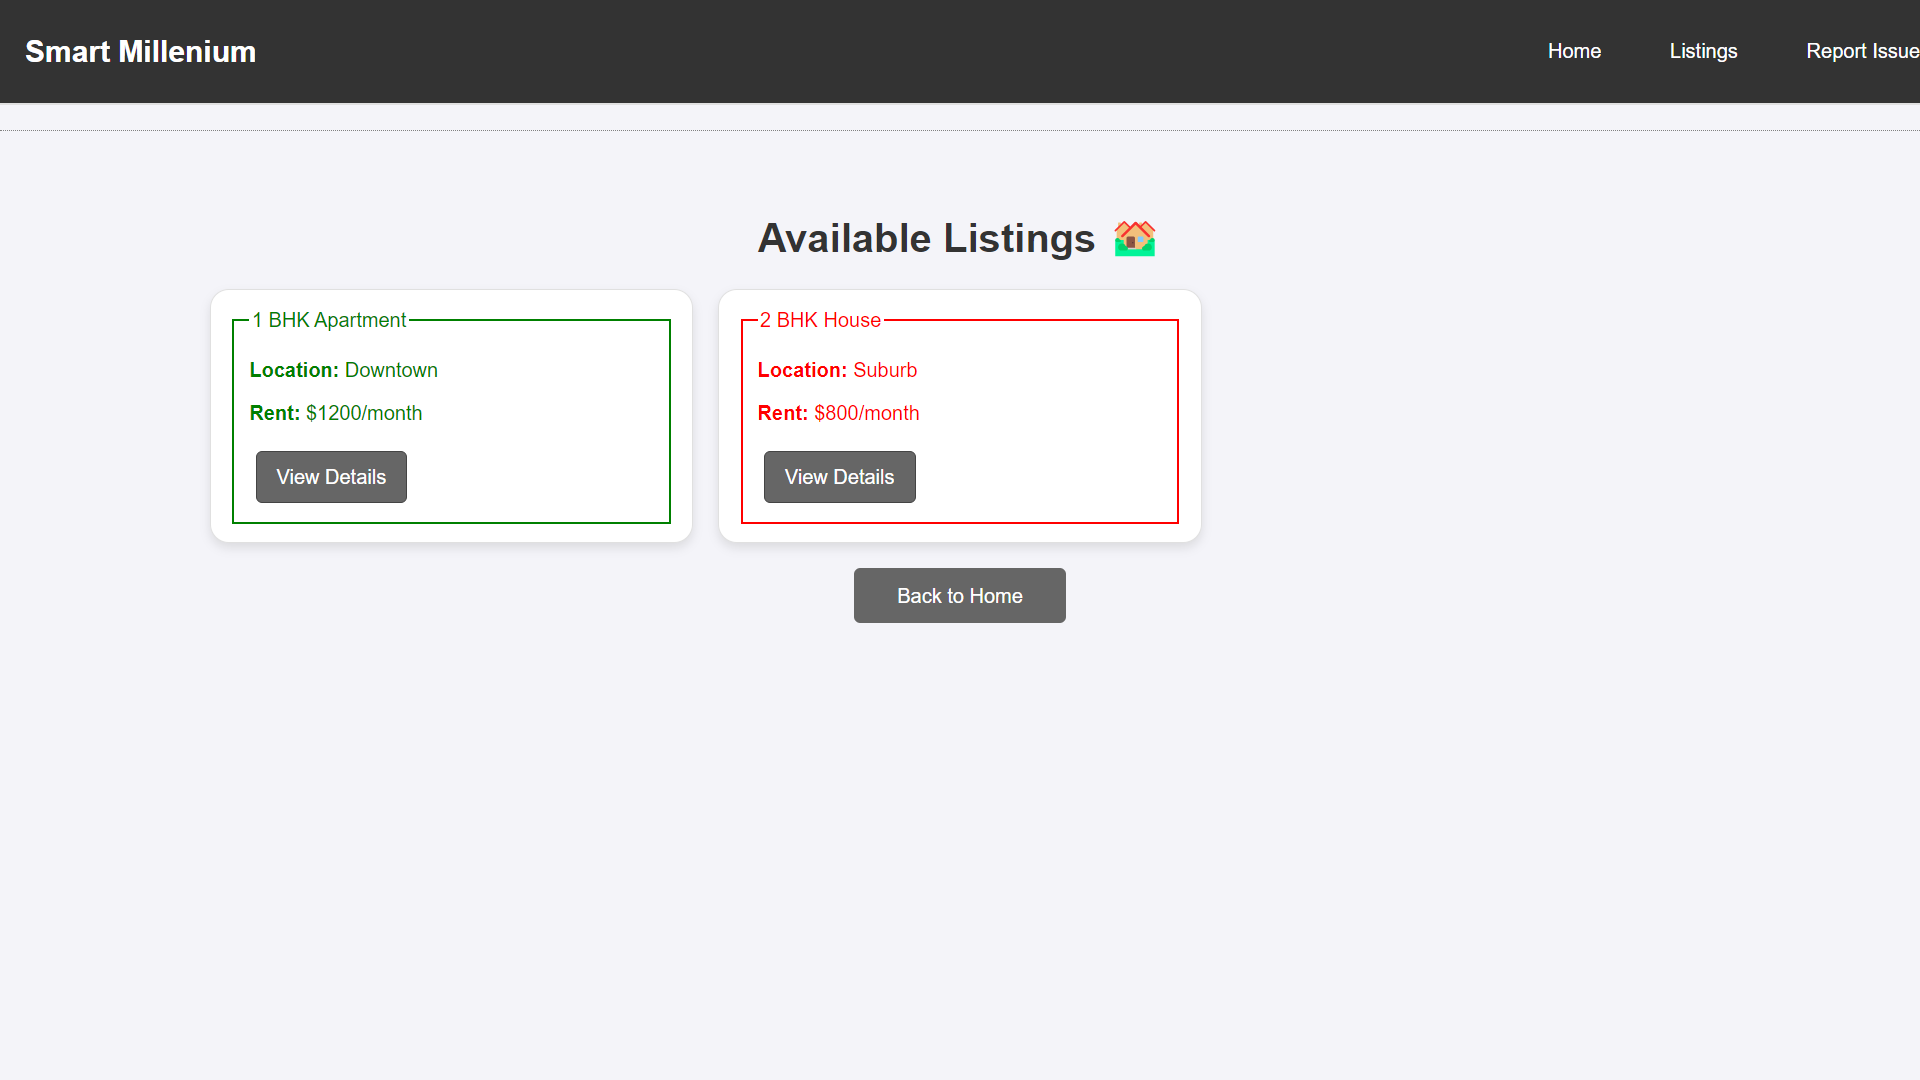 Smart Millenium
Home Listings Report Issue
Available Listings
1 BHK Apartment
Location: Downtown
Rent: $1200/month
View Details
2 BHK House
Location: Suburb
Rent: $800/month
View Details
Back to Home